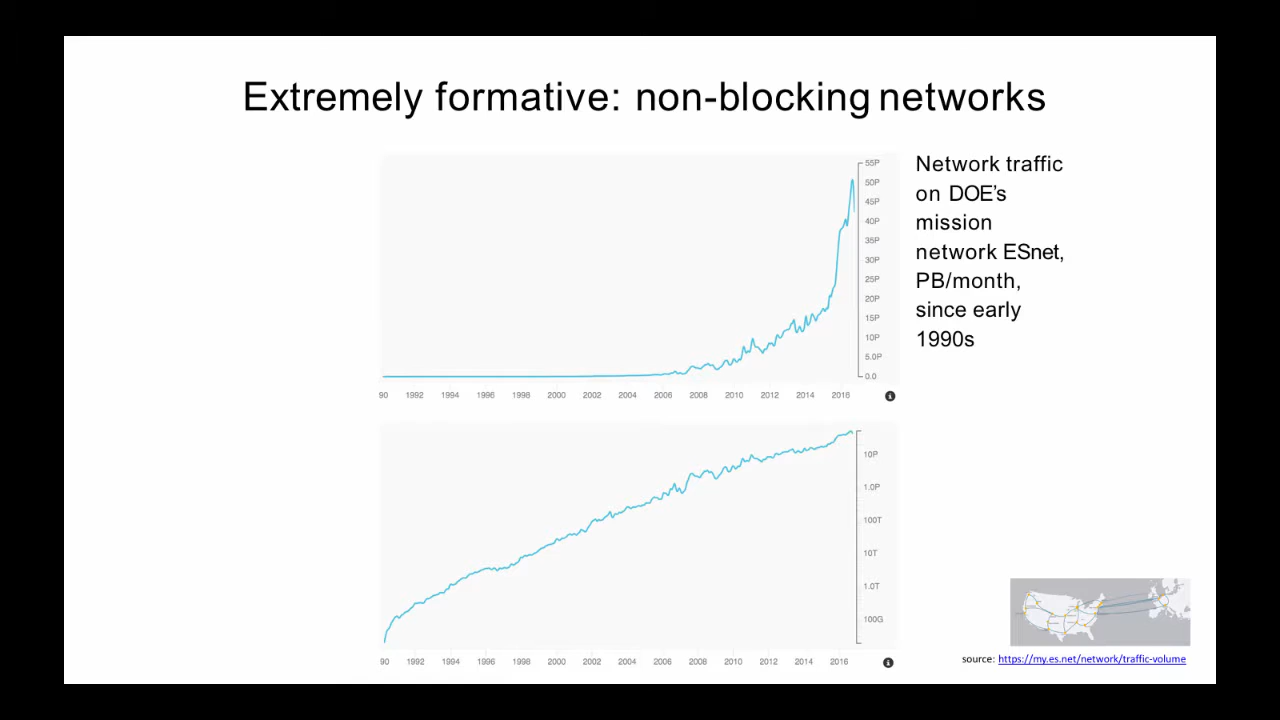 Extremely formative: non-blocking networks
55P
50P
45P
40P
35P
30P
25P
20P
15P
10P
5.0P
0.0
90 1992 1994 1996 1998 2000 2002 2004 2006 2008 2010 2012 2014 2016
Network traffic
on DOE’s
mission
network ESnet,
PB/month,
since early
1990s
10P
1.0P
100T
10T
1.0T
100G
90 1992 1994 1996 1998 2000 2002 2004 2006 2008 2010 2012 2014 2016
source: https://my.es.net/network/traffic-volume